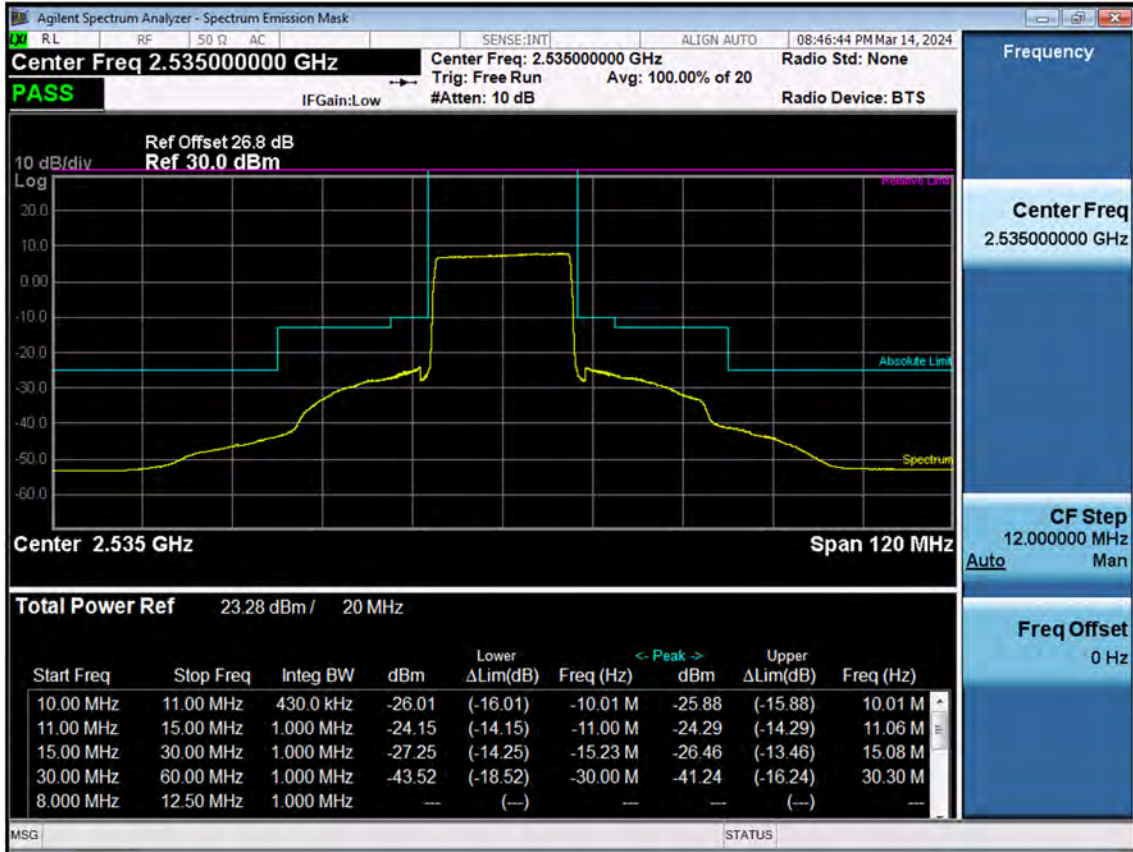 Agilent Spectrum Analyzer - Spectrum Emission Mask
LXI RL RF 50 Ω AC SENSE:INT ALIGN AUTO 08:46:44 PM Mar 14, 2024
Center Freq 2.535000000 GHz
Center Freq: 2.535000000 GHz Radio Std: None
Trig: Free Run Avg: 100.00% of 20
PASS IFGain:Low #Atten: 10 dB Radio Device: BTS
Ref Offset 26.8 dB
10 dB/div Ref 30.0 dBm
Log
Relative Limit
20.0
10.0
0.00
-10.0
-20.0
Absolute Limit
-30.0
-40.0
-50.0
Spectrum
-60.0
Center 2.535 GHz Span 120 MHz
Total Power Ref 23.28 dBm / 20 MHz
Lower <- Peak -> Upper
Start Freq Stop Freq Integ BW dBm ΔLim(dB) Freq (Hz) dBm ΔLim(dB) Freq (Hz)
10.00 MHz 11.00 MHz 430.0 kHz -26.01 (-16.01) -10.01 M -25.88 (-15.88) 10.01 M
11.00 MHz 15.00 MHz 1.000 MHz -24.15 (-14.15) -11.00 M -24.29 (-14.29) 11.06 M
15.00 MHz 30.00 MHz 1.000 MHz -27.25 (-14.25) -15.23 M -26.46 (-13.46) 15.08 M
30.00 MHz 60.00 MHz 1.000 MHz -43.52 (-18.52) -30.00 M -41.24 (-16.24) 30.30 M
8.000 MHz 12.50 MHz 1.000 MHz --- (---) --- --- (---) ---
MSG STATUS
Frequency
Center Freq
2.535000000 GHz
CF Step
12.000000 MHz
Auto Man
Freq Offset
0 Hz